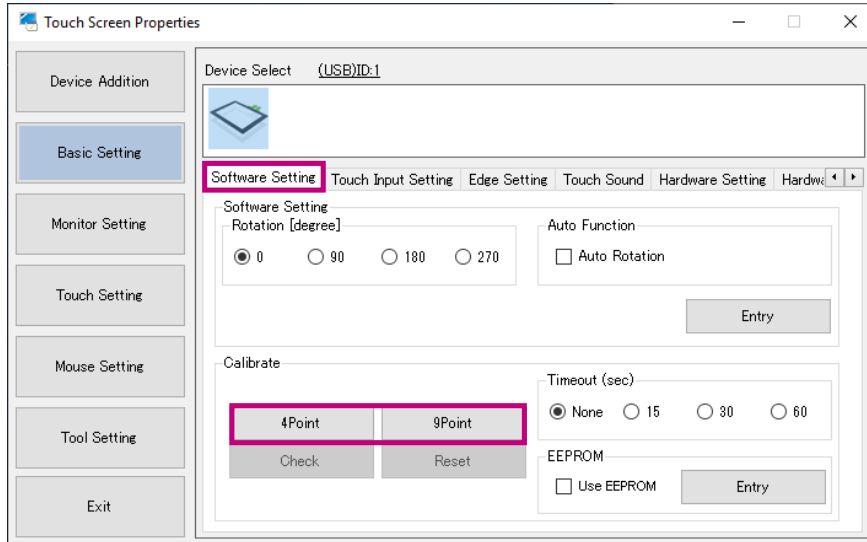 Touch Screen Properties
Device Addition
Basic Setting
Monitor Setting
Touch Setting
Mouse Setting
Tool Setting
Exit
Device Select (USB)ID:1
Software Setting Touch Input Setting Edge Setting Touch Sound Hardware Setting
Software Setting
Rotation [degree]
0 90 180 270
Auto Function
Auto Rotation
Entry
Calibrate
4Point 9Point
Check Reset
Timeout (sec)
None 15 30 60
EEPROM
Use EEPROM Entry